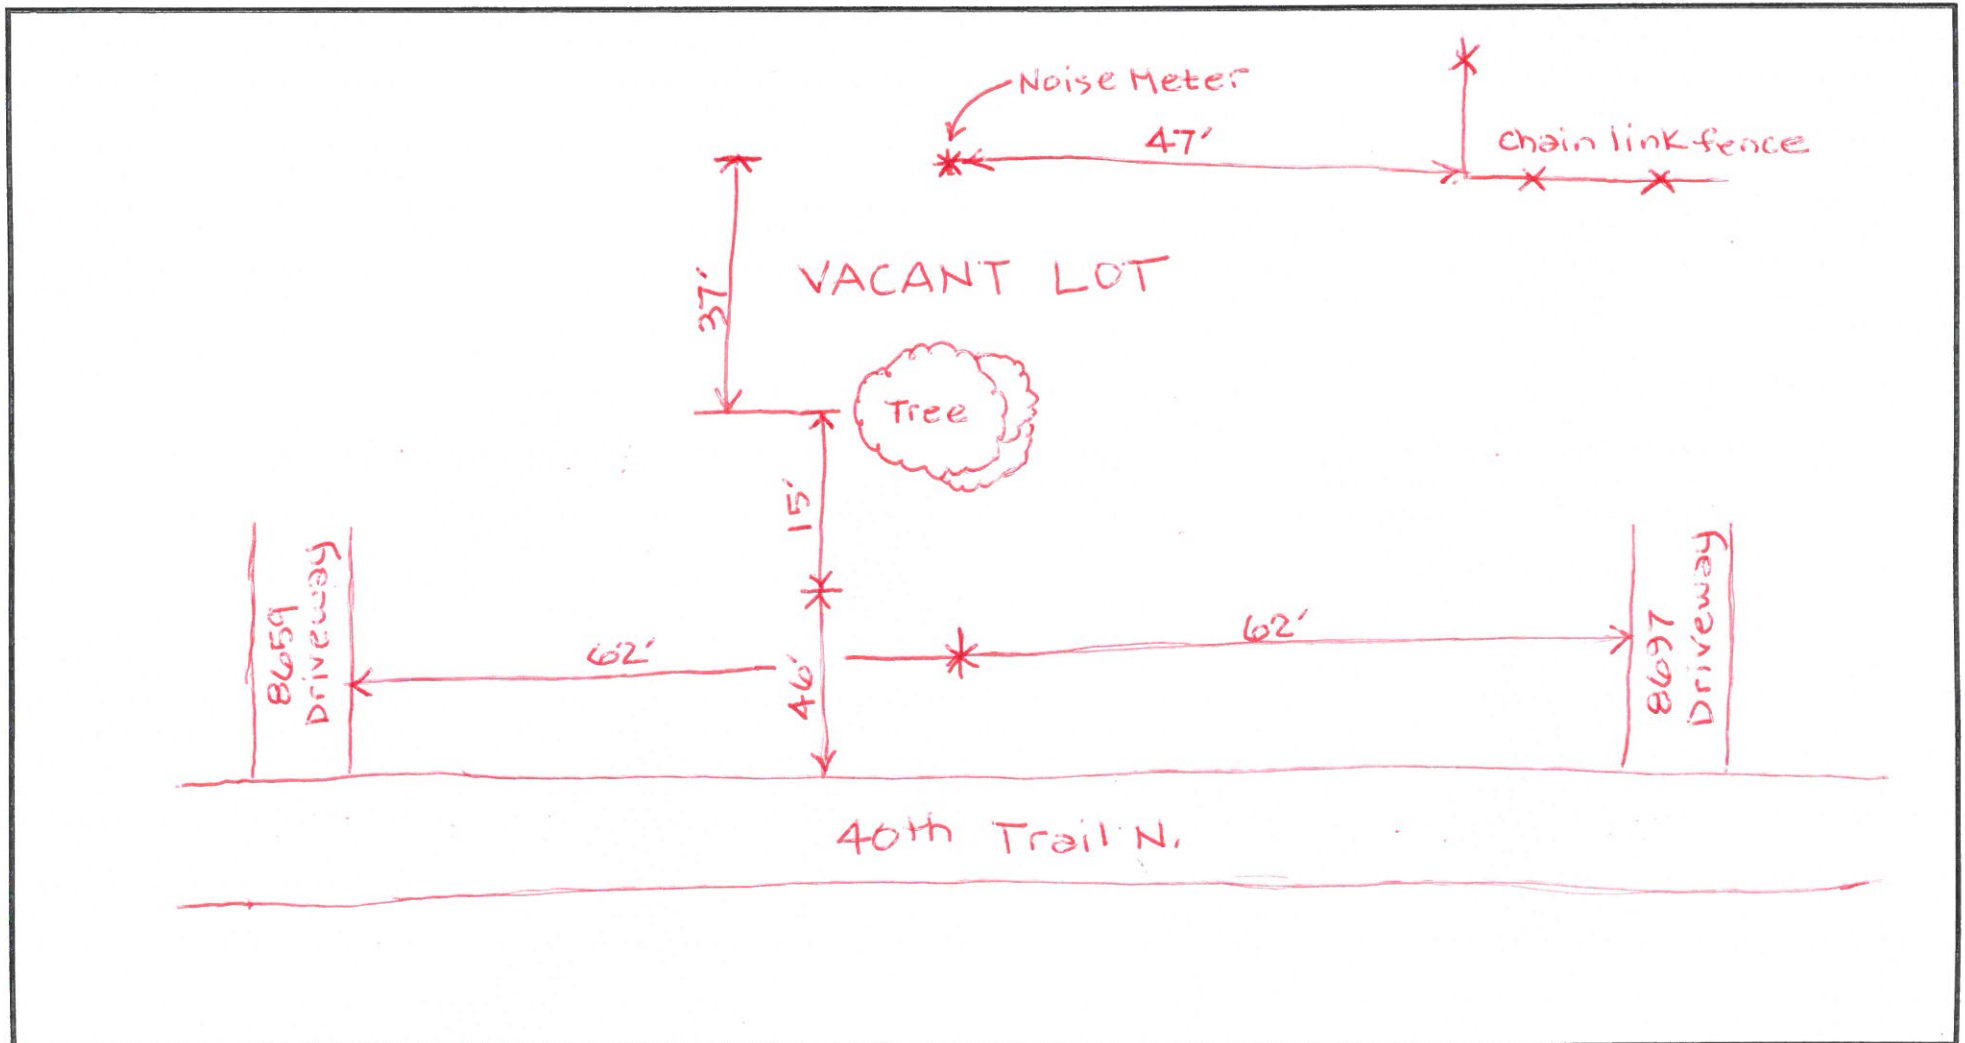 Noise Meter
47'
Chain link fence
37'
VACANT LOT
Tree
15'
8659
Driveway
62'
46'
62'
8697
Driveway
40th Trail N.